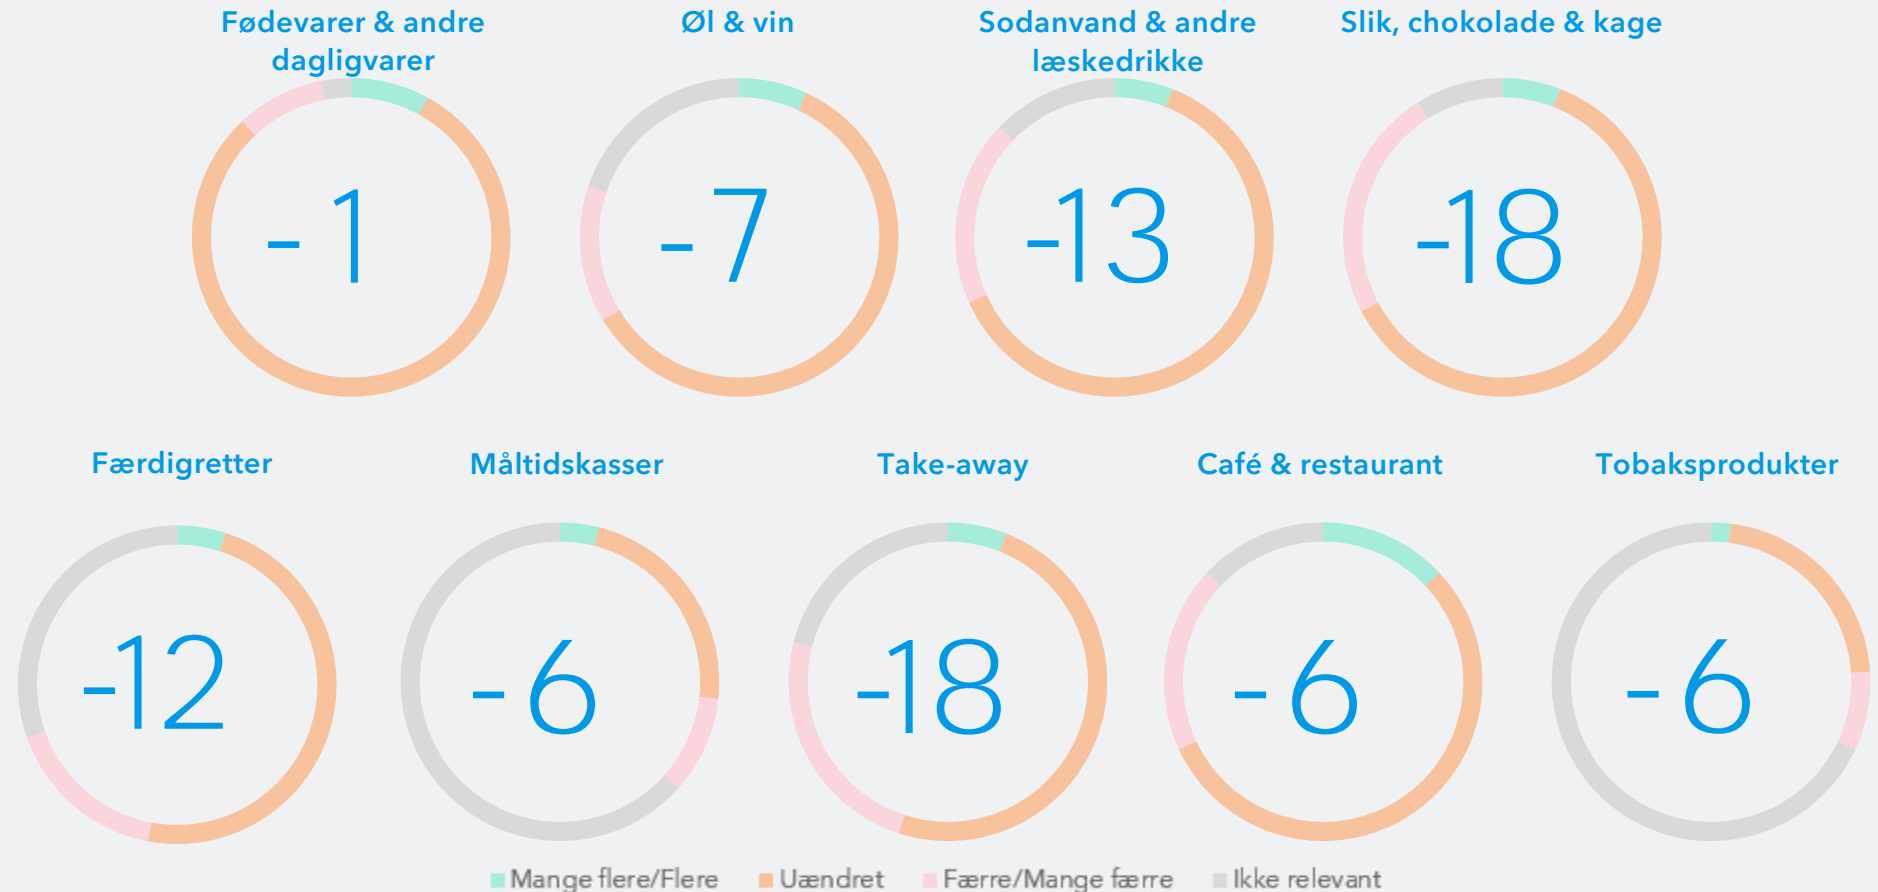 Fødevarer & andre
dagligvarer
Øl & vin
Sodanvand & andre
læskedrikke
Slik, chokolade & kage
- 1
- 7
-13
-18
Færdigretter
Måltidskasser
Take-away
Café & restaurant
Tobaksprodukter
-12
- 6
-18
- 6
- 6
Mange flere/Flere
Uændret
Færre/Mange færre
Ikke relevant